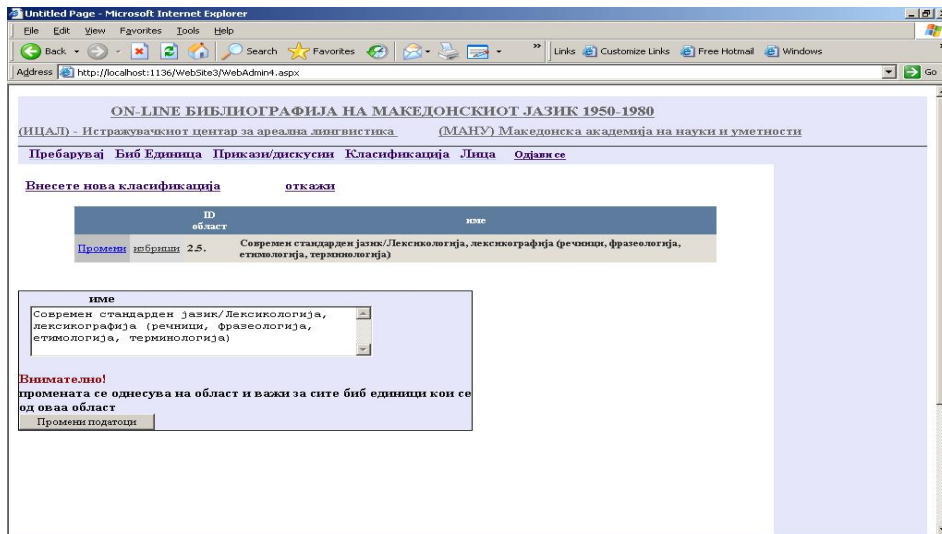 Untitled Page - Microsoft Internet Explorer
File Edit View Favorites Tools Help
Back Search Favorites » Links Customize Links Free Hotmail Windows
Address http://localhost:1136/WebSite3/WebAdmin4.aspx Go
ON-LINE БИБЛИОГРАФИЈА НА МАКЕДОНСКИОТ ЈАЗИК 1950-1980
(ИЦАЛ) - Истражувачкиот центар за ареална лингвистика (МАНУ) Македонска академија на науки и уметности
Пребарувај Биб Единица Прикази/дискусии Класификација Лица Одјави се
Внесете нова класификација откажи
ID
област име
Промени избриши 2.5. Современ стандарден јазик/Лексикологија, лексикографија (речници, фразеологија,
етимологија, терминологија)
име
Современ стандарден јазик/Лексикологија,
лексикографија (речници, фразеологија,
етимологија, терминологија)
Внимателно!
промената се однесува на област и важи за сите биб единици кои се
од оваа област
Промени податоци